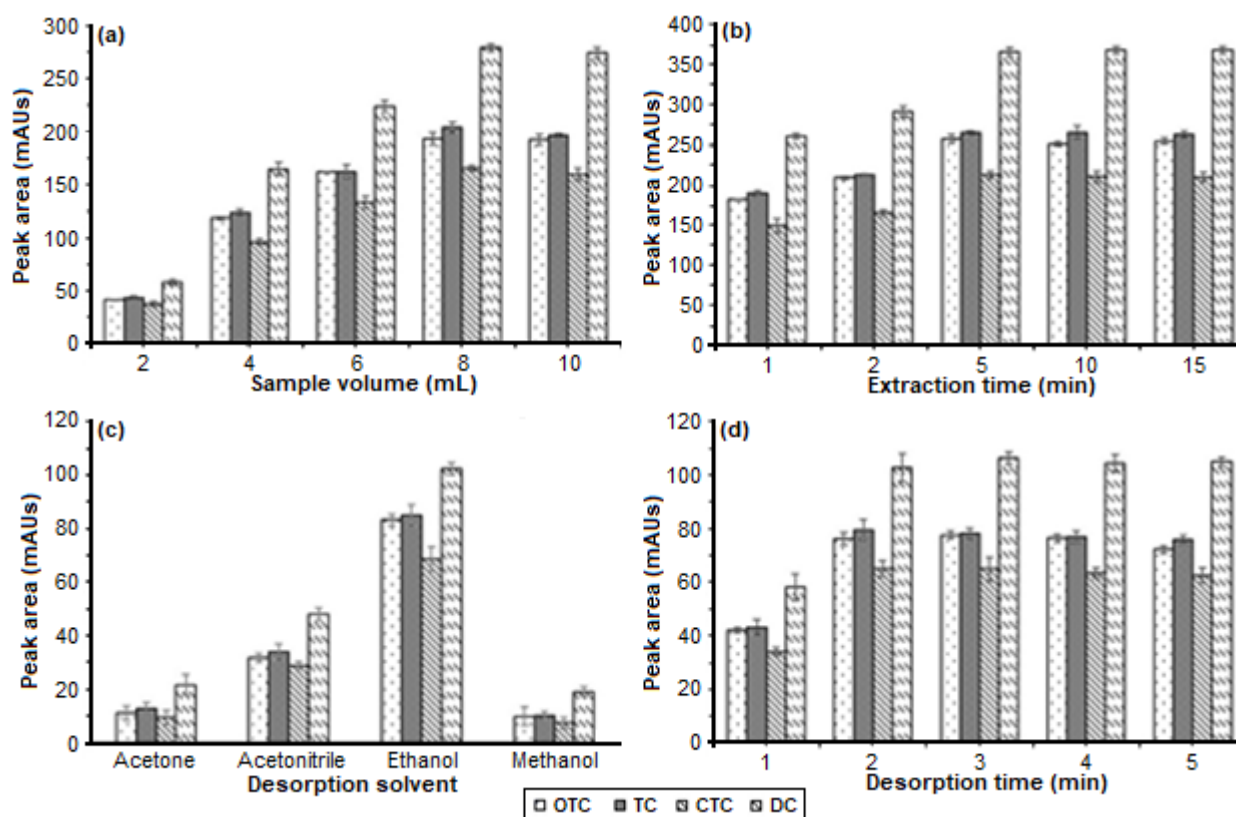 (a)
Peak area (mAUs)
300
250
200
150
100
50
0
2 4 6 8 10
Sample volume (mL)
(b)
Peak area (mAUs)
400
350
300
250
200
150
100
50
0
1 2 5 10 15
Extraction time (min)
(c)
Peak area (mAUs)
120
100
80
60
40
20
0
Acetone Acetonitrile Ethanol Methanol
Desorption solvent
(d)
Peak area (mAUs)
120
100
80
60
40
20
0
1 2 3 4 5
Desorption time (min)
OTC TC CTC DC